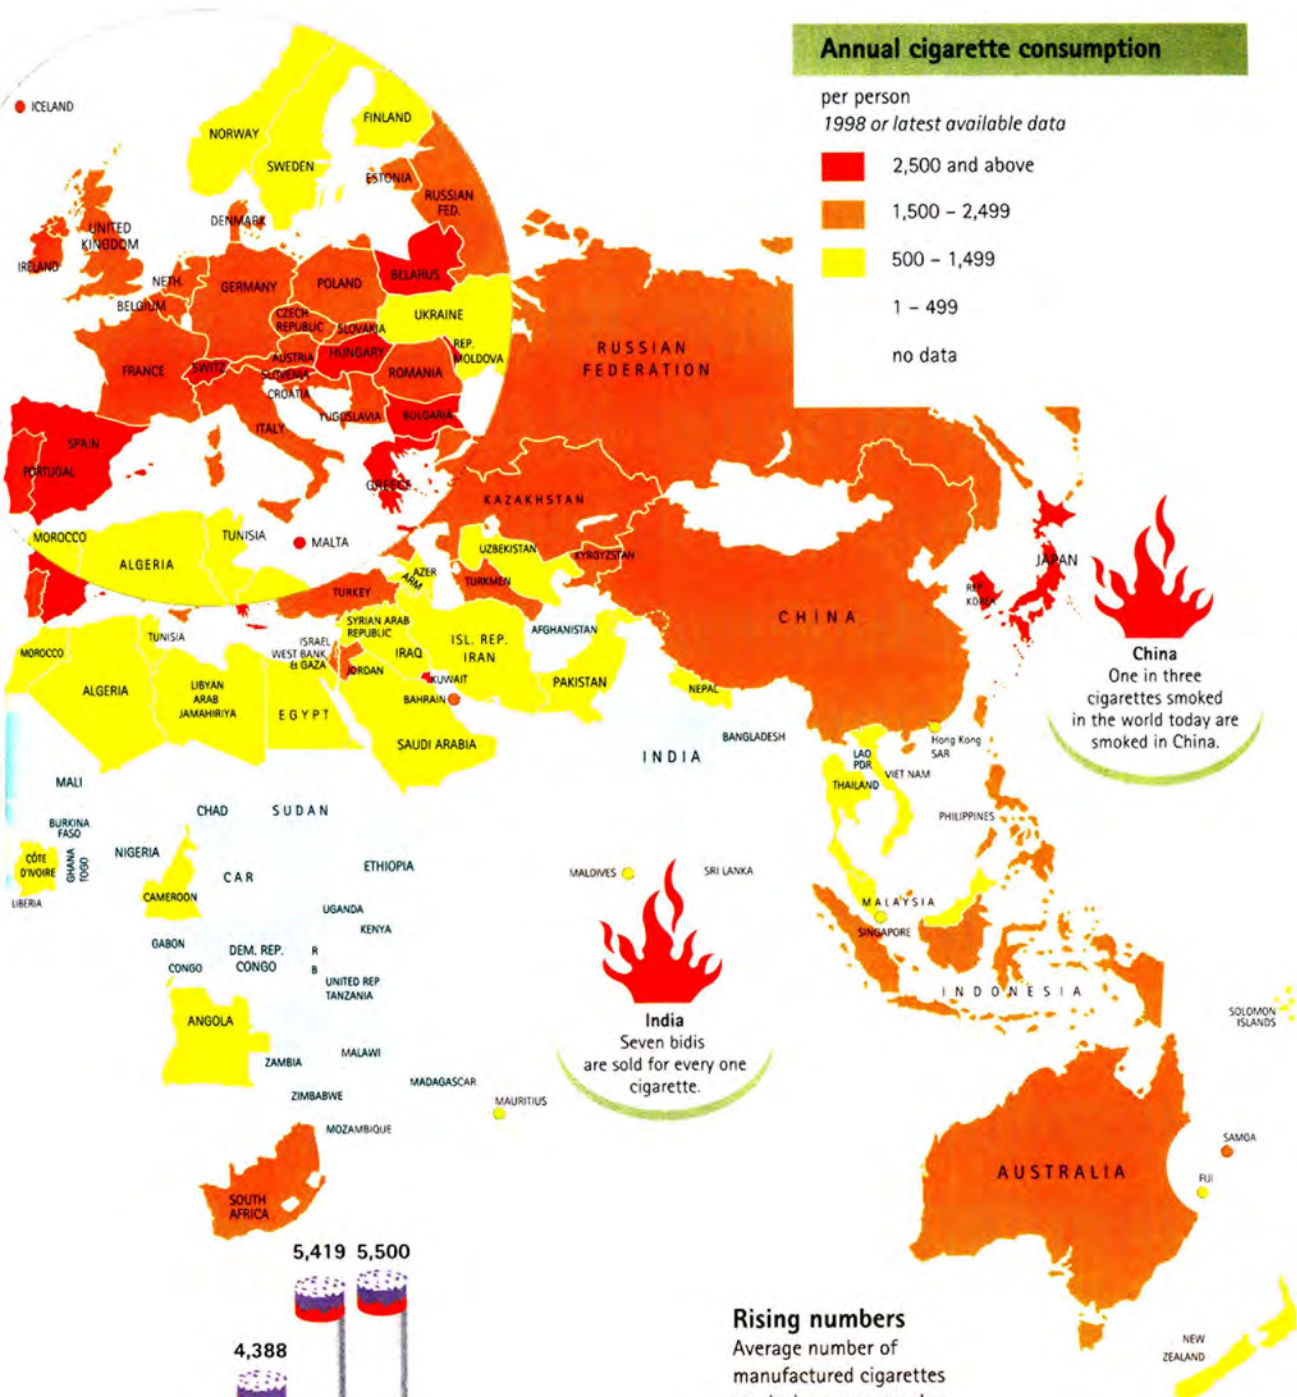 Annual cigarette consumption
per person
1998 or latest available data
2,500 and above
1,500 – 2,499
500 – 1,499
1 – 499
no data
ICELAND
NORWAY
FINLAND
SWEDEN
ESTONIA
RUSSIAN
FED.
UNITED
KINGDOM
DENMARK
IRELAND
NETH.
BELGIUM
GERMANY
POLAND
BELARUS
CZECH
REPUBLIC
SLOVAKIA
UKRAINE
FRANCE
SWITZ
AUSTRIA
HUNGARY
SLOVENIA
CROATIA
REP.
MOLDOVA
ROMANIA
YUGOSLAVIA
BULGARIA
ITALY
SPAIN
PORTUGAL
GREECE
MOROCCO
ALGERIA
TUNISIA
MALTA
RUSSIAN
FEDERATION
KAZAKHSTAN
UZBEKISTAN
KYRGYZSTAN
TURKMEN
AZER
ARM
TURKEY
CHINA
JAPAN
REP.
KOREA
SYRIAN ARAB
REPUBLIC
ISRAEL
WEST BANK
& GAZA
JORDAN
IRAQ
ISL. REP.
IRAN
AFGHANISTAN
KUWAIT
BAHRAIN
PAKISTAN
NEPAL
MOROCCO
TUNISIA
ALGERIA
LIBYAN
ARAB
JAMAHIRIYA
EGYPT
SAUDI ARABIA
INDIA
BANGLADESH
Hong Kong
SAR
LAO
PDR
VIET NAM
THAILAND
PHILIPPINES
China
One in three
cigarettes smoked
in the world today are
smoked in China.
MALI
BURKINA
FASO
CHAD
SUDAN
CÔTE
D'IVOIRE
GHANA
TOGO
NIGERIA
CAR
ETHIOPIA
LIBERIA
CAMEROON
UGANDA
KENYA
GABON
CONGO
DEM. REP.
CONGO
R
B
UNITED REP
TANZANIA
MALDIVES
SRI LANKA
MALAYSIA
SINGAPORE
INDONESIA
SOLOMON
ISLANDS
ANGOLA
ZAMBIA
MALAWI
ZIMBABWE
MADAGASCAR
MAURITIUS
MOZAMBIQUE
SOUTH
AFRICA
India
Seven bidis
are sold for every one
cigarette.
AUSTRALIA
SAMOA
FIJI
NEW
ZEALAND
5,419 5,500
4,388
Rising numbers
Average number of
manufactured cigarettes